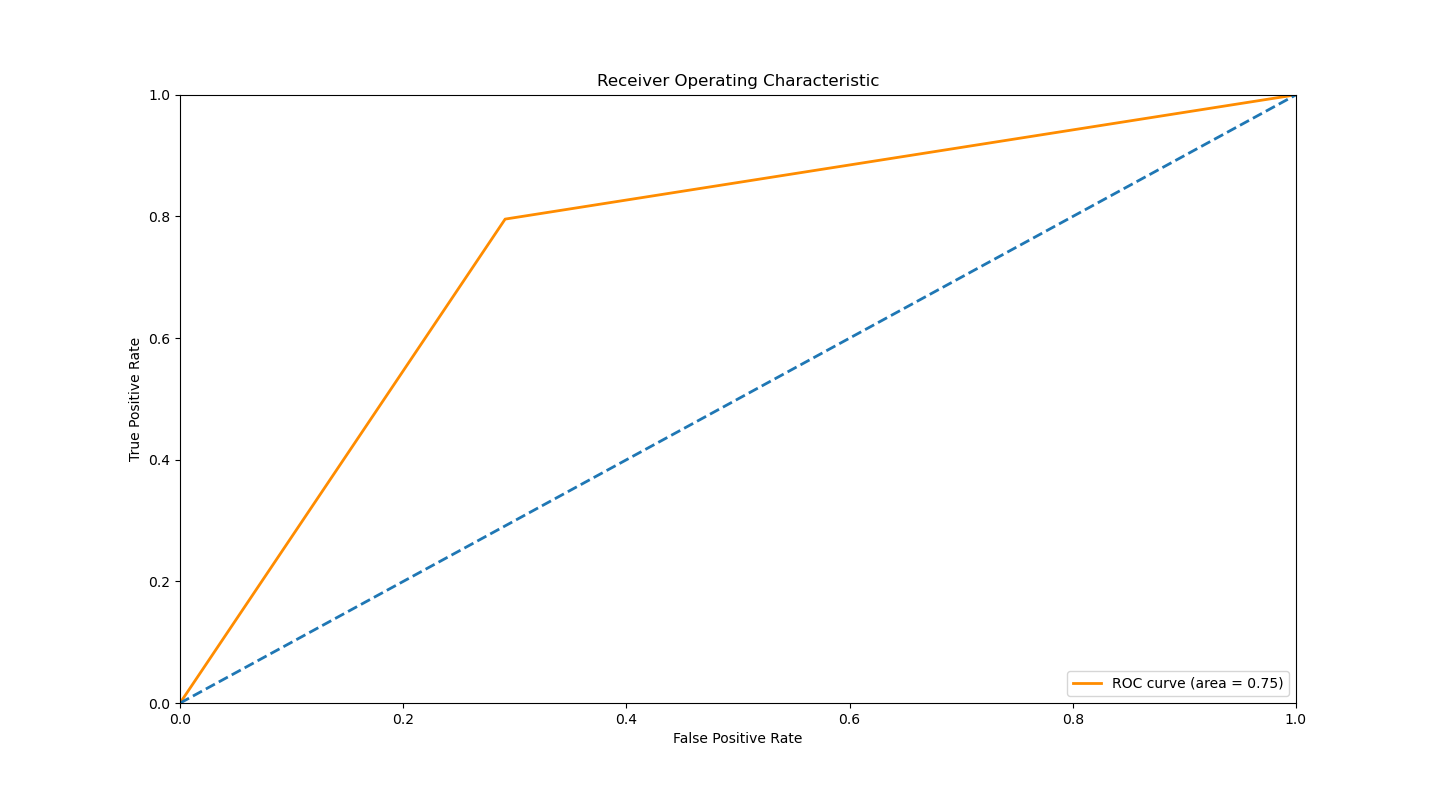 Receiver Operating Characteristic
1.0
0.8
0.6
0.4
0.2
0.0
True Positive Rate
ROC curve (area = 0.75)
0.0 0.2 0.4 0.6 0.8 1.0
False Positive Rate